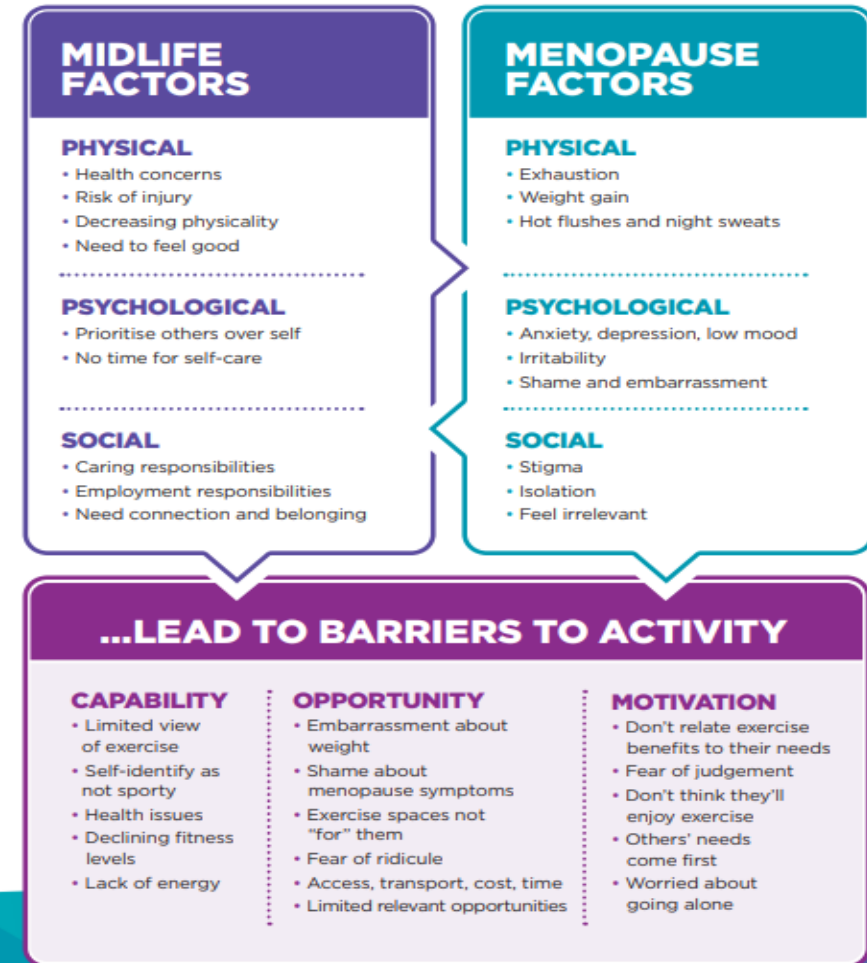 MIDLIFE
FACTORS
PHYSICAL
• Health concerns
• Risk of injury
• Decreasing physicality
• Need to feel good
PSYCHOLOGICAL
• Prioritise others over self
• No time for self-care
SOCIAL
• Caring responsibilities
• Employment responsibilities
• Need connection and belonging
MENOPAUSE
FACTORS
PHYSICAL
• Exhaustion
• Weight gain
• Hot flushes and night sweats
PSYCHOLOGICAL
• Anxiety, depression, low mood
• Irritability
• Shame and embarrassment
SOCIAL
• Stigma
• Isolation
• Feel irrelevant
...LEAD TO BARRIERS TO ACTIVITY
CAPABILITY
• Limited view
of exercise
• Self-identify as
not sporty
• Health issues
• Declining fitness
levels
• Lack of energy
OPPORTUNITY
• Embarrassment about
weight
• Shame about
menopause symptoms
• Exercise spaces not
“for” them
• Fear of ridicule
• Access, transport, cost, time
• Limited relevant opportunities
MOTIVATION
• Don’t relate exercise
benefits to their needs
• Fear of judgement
• Don’t think they’ll
enjoy exercise
• Others’ needs
come first
• Worried about
going alone